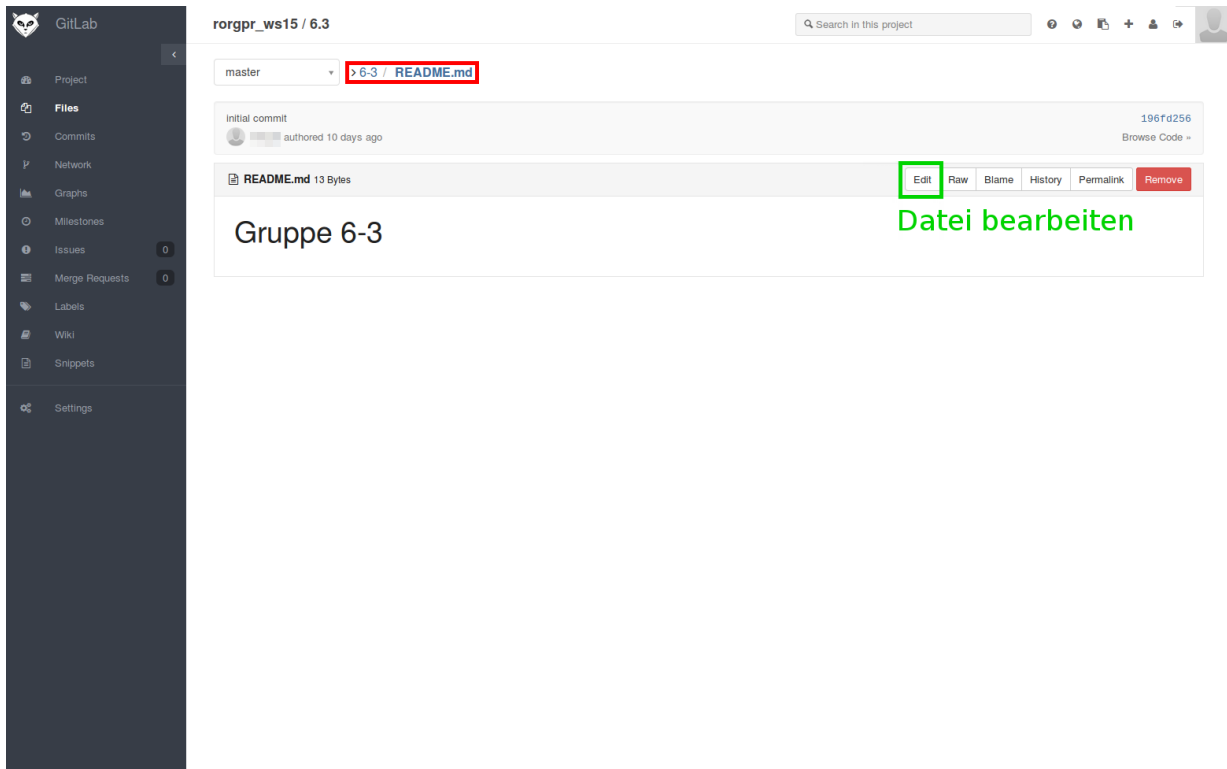 GitLab
rorgpr_ws15 / 6.3
Search in this project
Project
Files
Commits
Network
Graphs
Milestones
Issues 0
Merge Requests 0
Labels
Wiki
Snippets
Settings
master
6-3 / README.md
initial commit
196fd256
authored 10 days ago
Browse Code »
README.md 13 Bytes
Edit Raw Blame History Permalink Remove
Datei bearbeiten
Gruppe 6-3